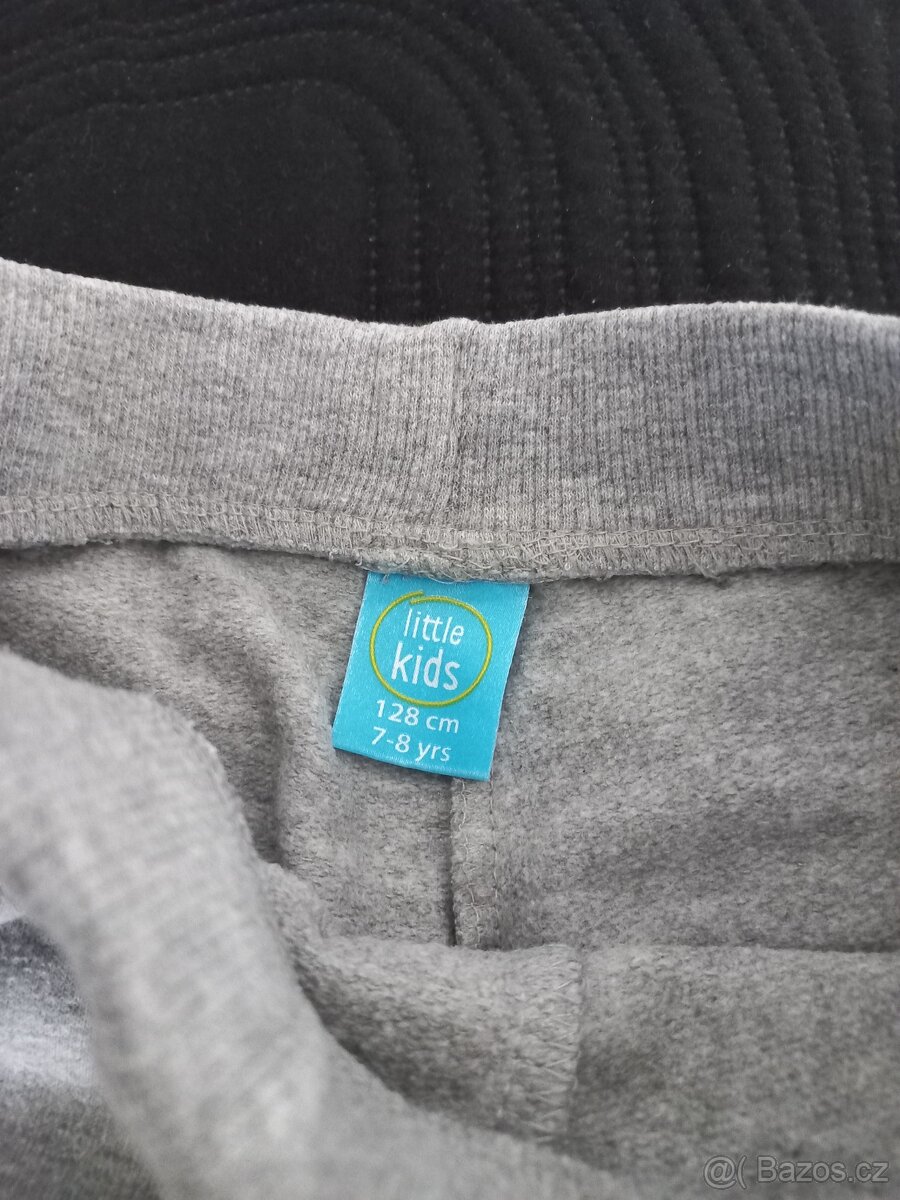 little
kids
128 cm
7-8 yrs
@( Bazos.cz